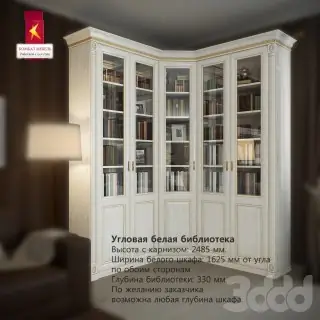 Угловая белая библиотека
Высота с карнизом: 2485 мм.
Ширина белого шкафа: 1625 мм от угла
по обоим сторонам
Глубина библиотеки: 330 мм
По желанию заказчика
возможна любая глубина шкафа
3ddd